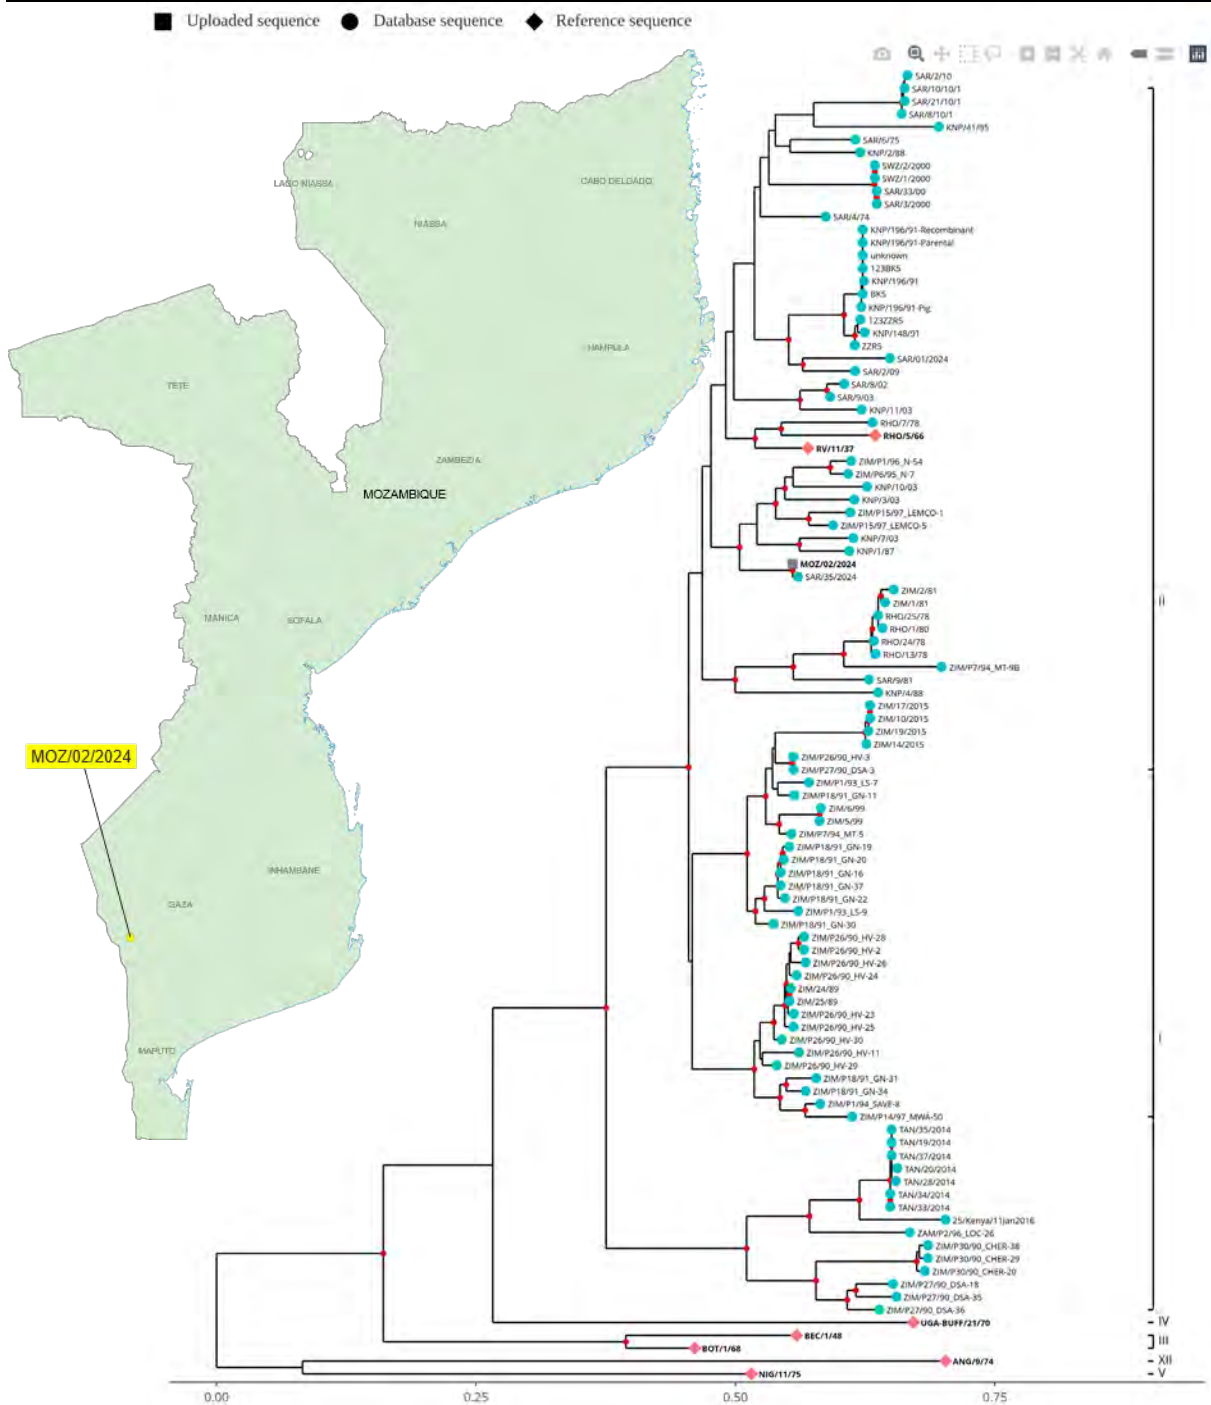 Uploaded sequence Database sequence Reference sequence
SAR/2/10
SAR/10/10/1
SAR/21/10/1
SAR/8/10/1
KNP/41/95
SAR/6/75
KNP/2/88
SWZ/2/2000
SWZ/1/2000
SAR/33/00
SAR/3/2000
SAR/4/74
KNP/196/91-Recombinant
KNP/196/91-Parental
unknown
123BKS
KNP/196/91
BKS
KNP/196/91-Pig
123ZZR5
KNP/148/91
ZZR5
SAR/01/2024
SAR/2/09
SAR/8/02
SAR/9/03
KNP/11/03
RHO/7/78
RHO/5/66
RV/11/37
ZIM/P1/96_N-54
ZIM/P6/95_N-7
KNP/10/03
KNP/3/03
ZIM/P15/97_LEMCO-1
ZIM/P15/97_LEMCO-5
KNP/7/03
KNP/1/87
MOZ/02/2024
SAR/35/2024
ZIM/2/81
ZIM/1/81
RHO/25/78
RHO/1/80
RHO/24/78
RHO/13/78
ZIM/P7/94_MT-9B
SAR/9/81
KNP/4/88
ZIM/17/2015
ZIM/10/2015
ZIM/19/2015
ZIM/14/2015
ZIM/P26/90_HV-3
ZIM/P27/90_DSA-3
ZIM/P1/93_LS-7
ZIM/P18/91_GN-11
ZIM/6/99
ZIM/5/99
ZIM/P7/94_MT-5
ZIM/P18/91_GN-19
ZIM/P18/91_GN-20
ZIM/P18/91_GN-16
ZIM/P18/91_GN-37
ZIM/P18/91_GN-22
ZIM/P1/93_LS-9
ZIM/P18/91_GN-30
ZIM/P26/90_HV-28
ZIM/P26/90_HV-2
ZIM/P26/90_HV-26
ZIM/P26/90_HV-24
ZIM/24/89
ZIM/25/89
ZIM/P26/90_HV-23
ZIM/P26/90_HV-25
ZIM/P26/90_HV-30
ZIM/P26/90_HV-11
ZIM/P26/90_HV-29
ZIM/P18/91_GN-31
ZIM/P18/91_GN-34
ZIM/P1/94_SAVE-8
ZIM/P14/97_MWA-50
TAN/35/2014
TAN/19/2014
TAN/37/2014
TAN/20/2014
TAN/28/2014
TAN/34/2014
TAN/33/2014
25/Kenya/11Jan2016
ZAM/P2/96_LOC-26
ZIM/P30/90_CHER-38
ZIM/P30/90_CHER-29
ZIM/P30/90_CHER-20
ZIM/P27/90_DSA-18
ZIM/P27/90_DSA-35
ZIM/P27/90_DSA-36
UGA-BUFF/21/70
BEC/1/48
BOT/1/68
ANG/9/74
NIG/11/75
II
I
IV
III
XII
V
0.00 0.25 0.50 0.75
LAGO NIASSA
CABO DELGADO
NIASSA
NAMPULA
TETE
ZAMBEZIA
MOZAMBIQUE
MANICA
SOFALA
MOZ/02/2024
INHAMBANE
GAZA
MAPUTO